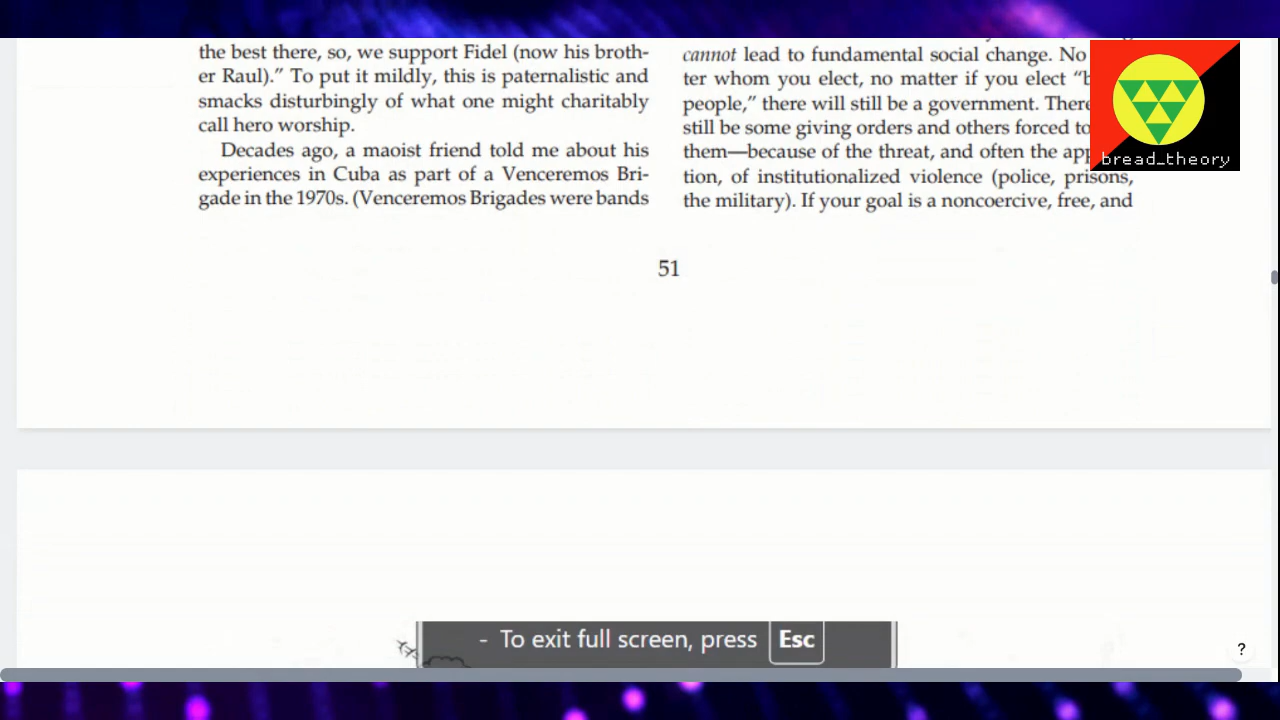 the best there, so, we support Fidel (now his broth-
er Raul)." To put it mildly, this is paternalistic and
smacks disturbingly of what one might charitably
call hero worship.
Decades ago, a maoist friend told me about his
experiences in Cuba as part of a Venceremos Bri-
gade in the 1970s. (Venceremos Brigades were bands
cannot lead to fundamental social change. No
ter whom you elect, no matter if you elect "b
people," there will still be a government. There
still be some giving orders and others forced to
them—because of the threat, and often the app
tion, of institutionalized violence (police, prisons,
the military). If your goal is a noncoercive, free, and
bread_theory
51
- To exit full screen, press Esc
?